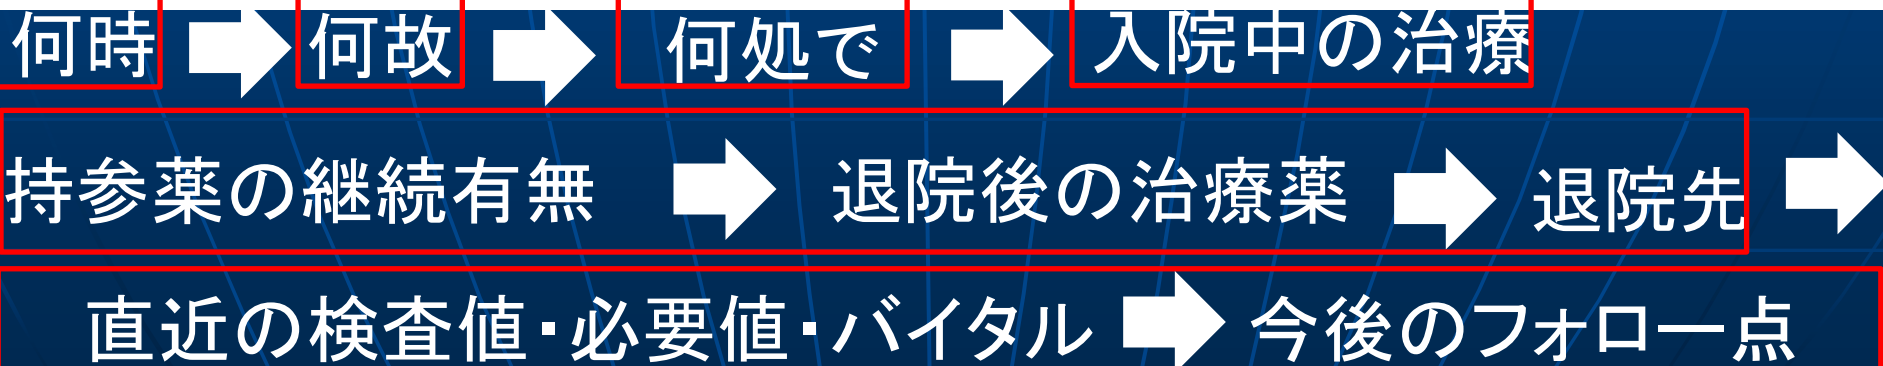 何時 何故 何処で 入院中の治療
持参薬の継続有無 退院後の治療薬 退院先
直近の検査値・必要値・バイタル 今後のフォロー点